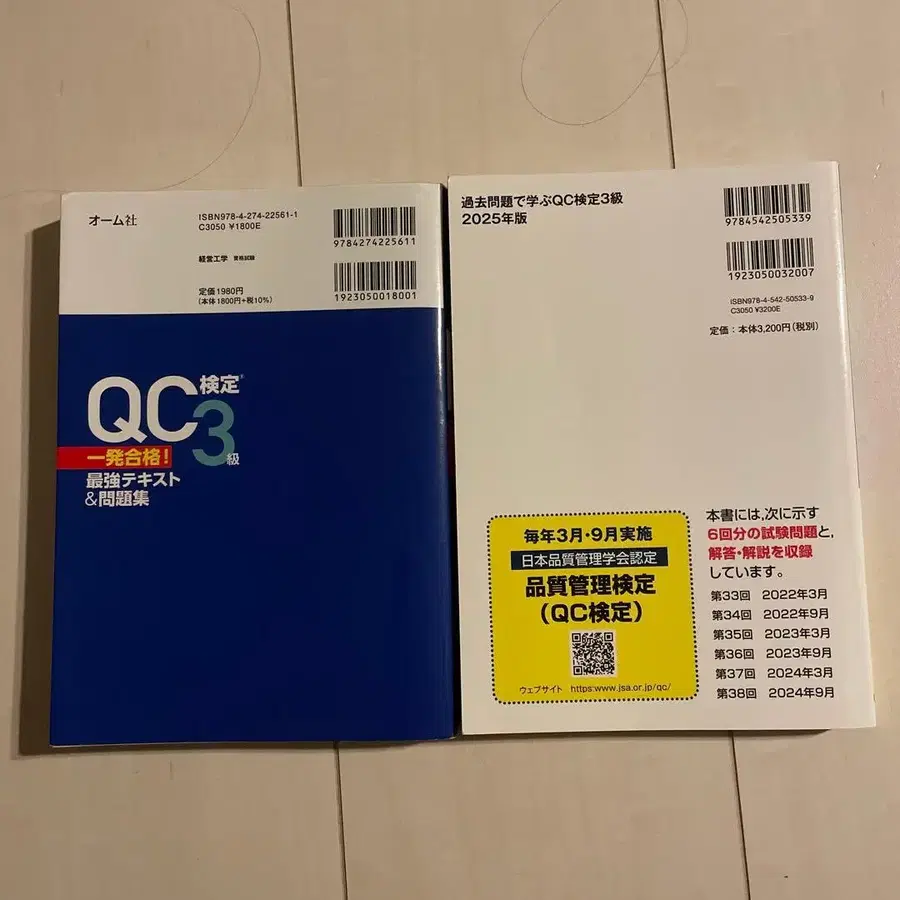 オーム社
ISBN978-4-274-22561-1
C3050 ¥1800E
経営工学 資格試験
定価 1980円
(本体1800円+税10%)
9784274225611
1923050018001
QC検定®
3級
一発合格!
最強テキスト
&問題集
過去問題で学ぶQC検定3級
2025年版
9784542505339
1923050032007
ISBN978-4-542-50533-9
C3050 ¥3200E
定価:本体3,200円(税別)
毎年3月・9月実施
日本品質管理学会認定
品質管理検定
(QC検定)
ウェブサイト https:www.jsa.or.jp/qc/
本書には,次に示す
6回分の試験問題と,
解答・解説を収録
しています。
第33回 2022年3月
第34回 2022年9月
第35回 2023年3月
第36回 2023年9月
第37回 2024年3月
第38回 2024年9月